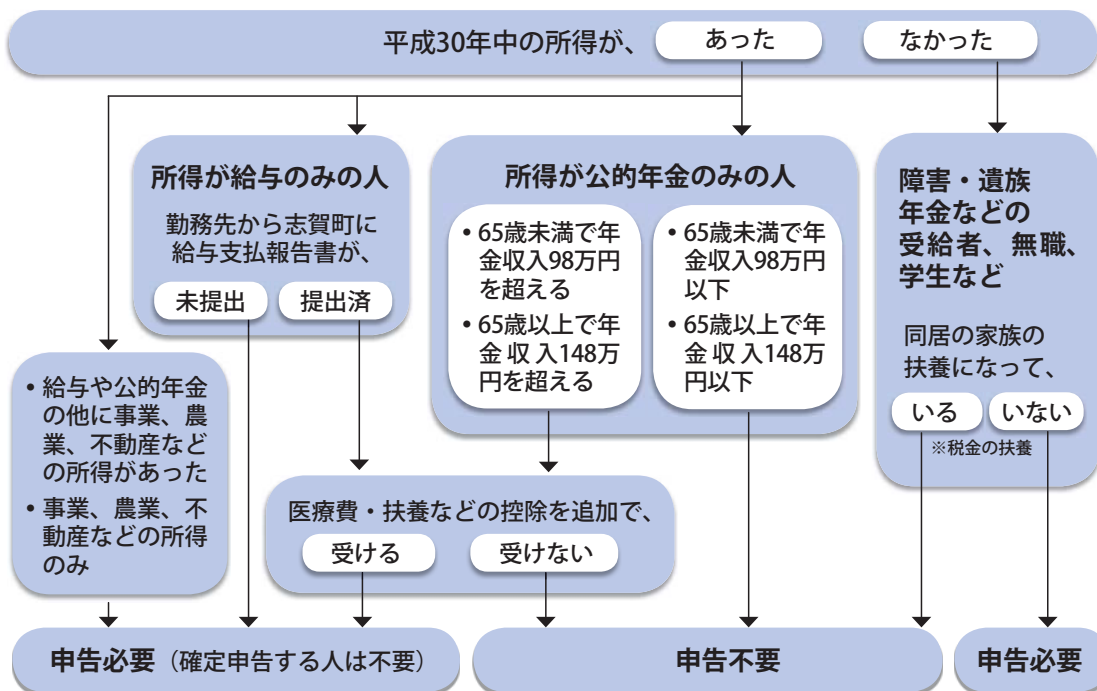 平成30年中の所得が、 あった なかった
所得が給与のみの人
勤務先から志賀町に
給与支払報告書が、
未提出 提出済
所得が公的年金のみの人
• 65歳未満で年
金収入98万円
を超える
• 65歳以上で年
金収入148万
円を超える
• 65歳未満で年
金収入98万円
以下
• 65歳以上で年
金収入148万
円以下
障害・遺族
年金などの
受給者、無職、
学生など
同居の家族の
扶養になって、
いる いない
※税金の扶養
• 給与や公的年金
の他に事業、農
業、不動産などの
所得があった
• 事業、農業、不
動産などの所得
のみ
医療費・扶養などの控除を追加で、
受ける 受けない
申告必要（確定申告する人は不要）
申告不要
申告必要